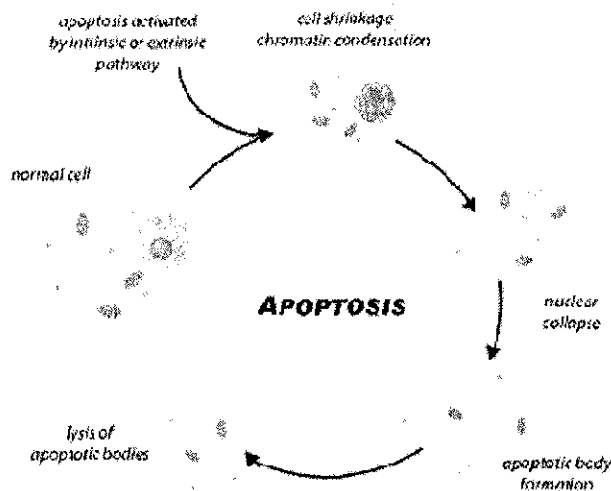 apoptosis activated
by intrinsic or extrinsic
pathway
cell shrinkage
chromatin condensation
normal cell
APOPTOSIS
nuclear
collapse
lysis of
apoptotic bodies
apoptotic body
formation